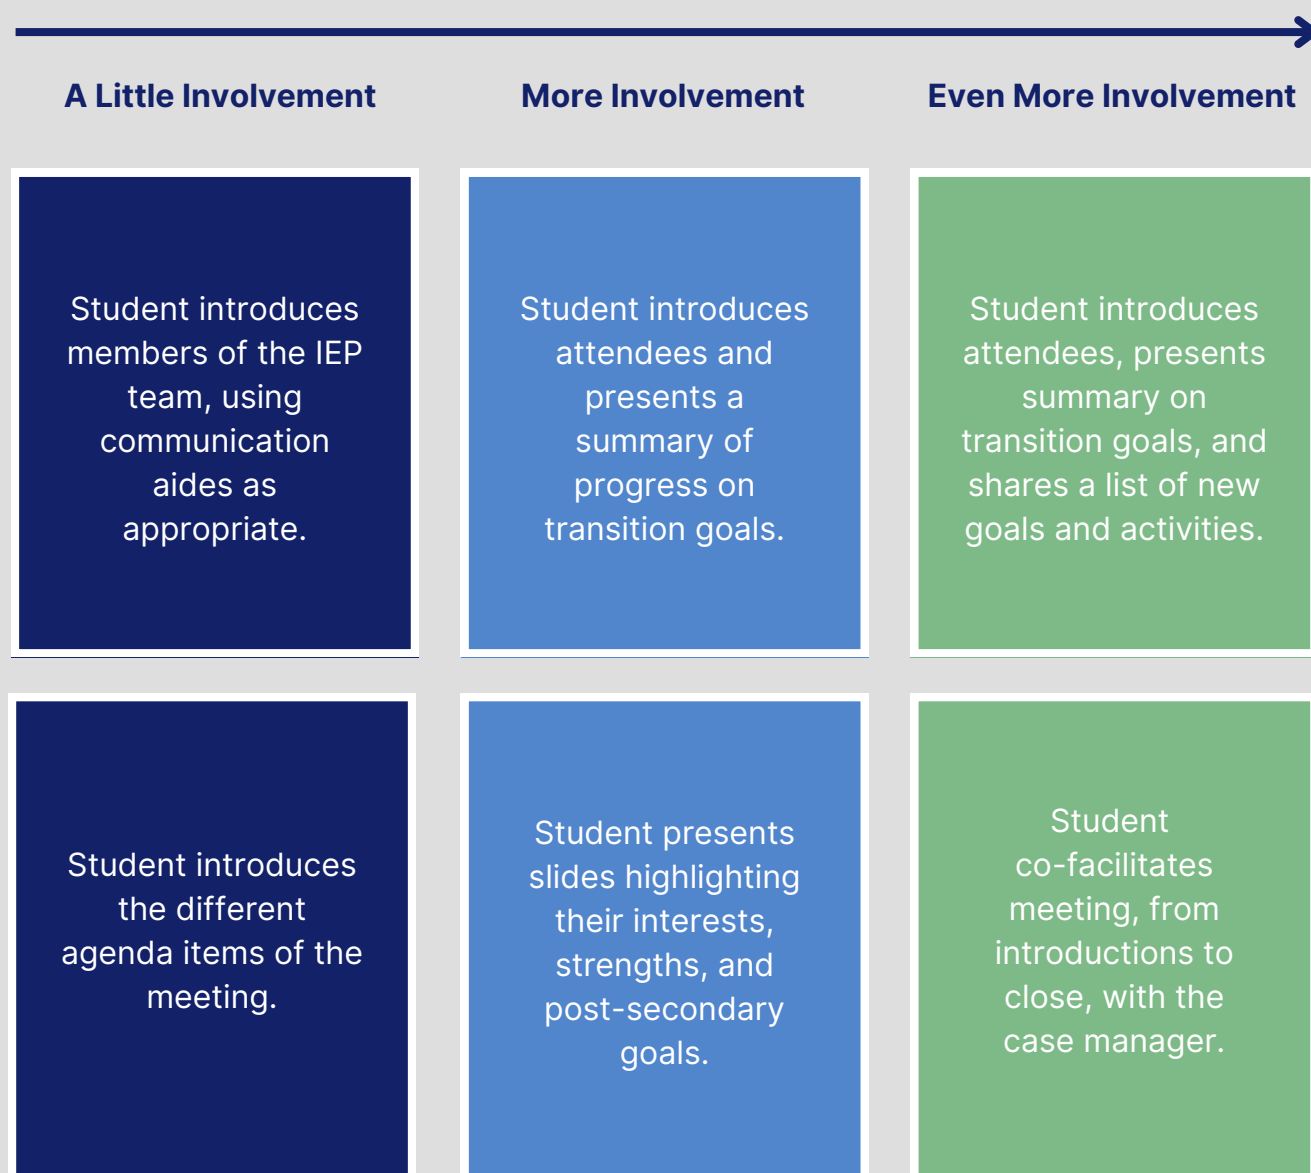 A Little Involvement
More Involvement
Even More Involvement
Student introduces
members of the IEP
team, using
communication
aides as
appropriate.
Student introduces
attendees and
presents a
summary of
progress on
transition goals.
Student introduces
attendees, presents
summary on
transition goals, and
shares a list of new
goals and activities.
Student introduces
the different
agenda items of the
meeting.
Student presents
slides highlighting
their interests,
strengths, and
post-secondary
goals.
Student
co-facilitates
meeting, from
introductions to
close, with the
case manager.